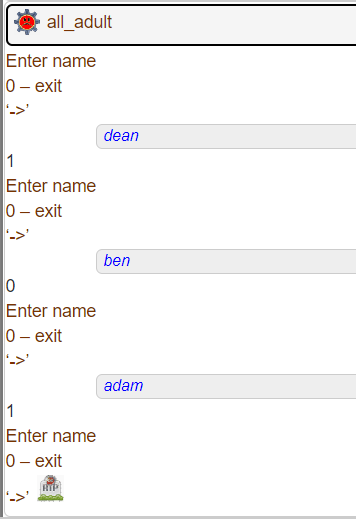 all_adult
Enter name
0 – exit
‘->’
dean
1
Enter name
0 – exit
‘->’
ben
0
Enter name
0 – exit
‘->’
adam
1
Enter name
0 – exit
‘->’ RIP